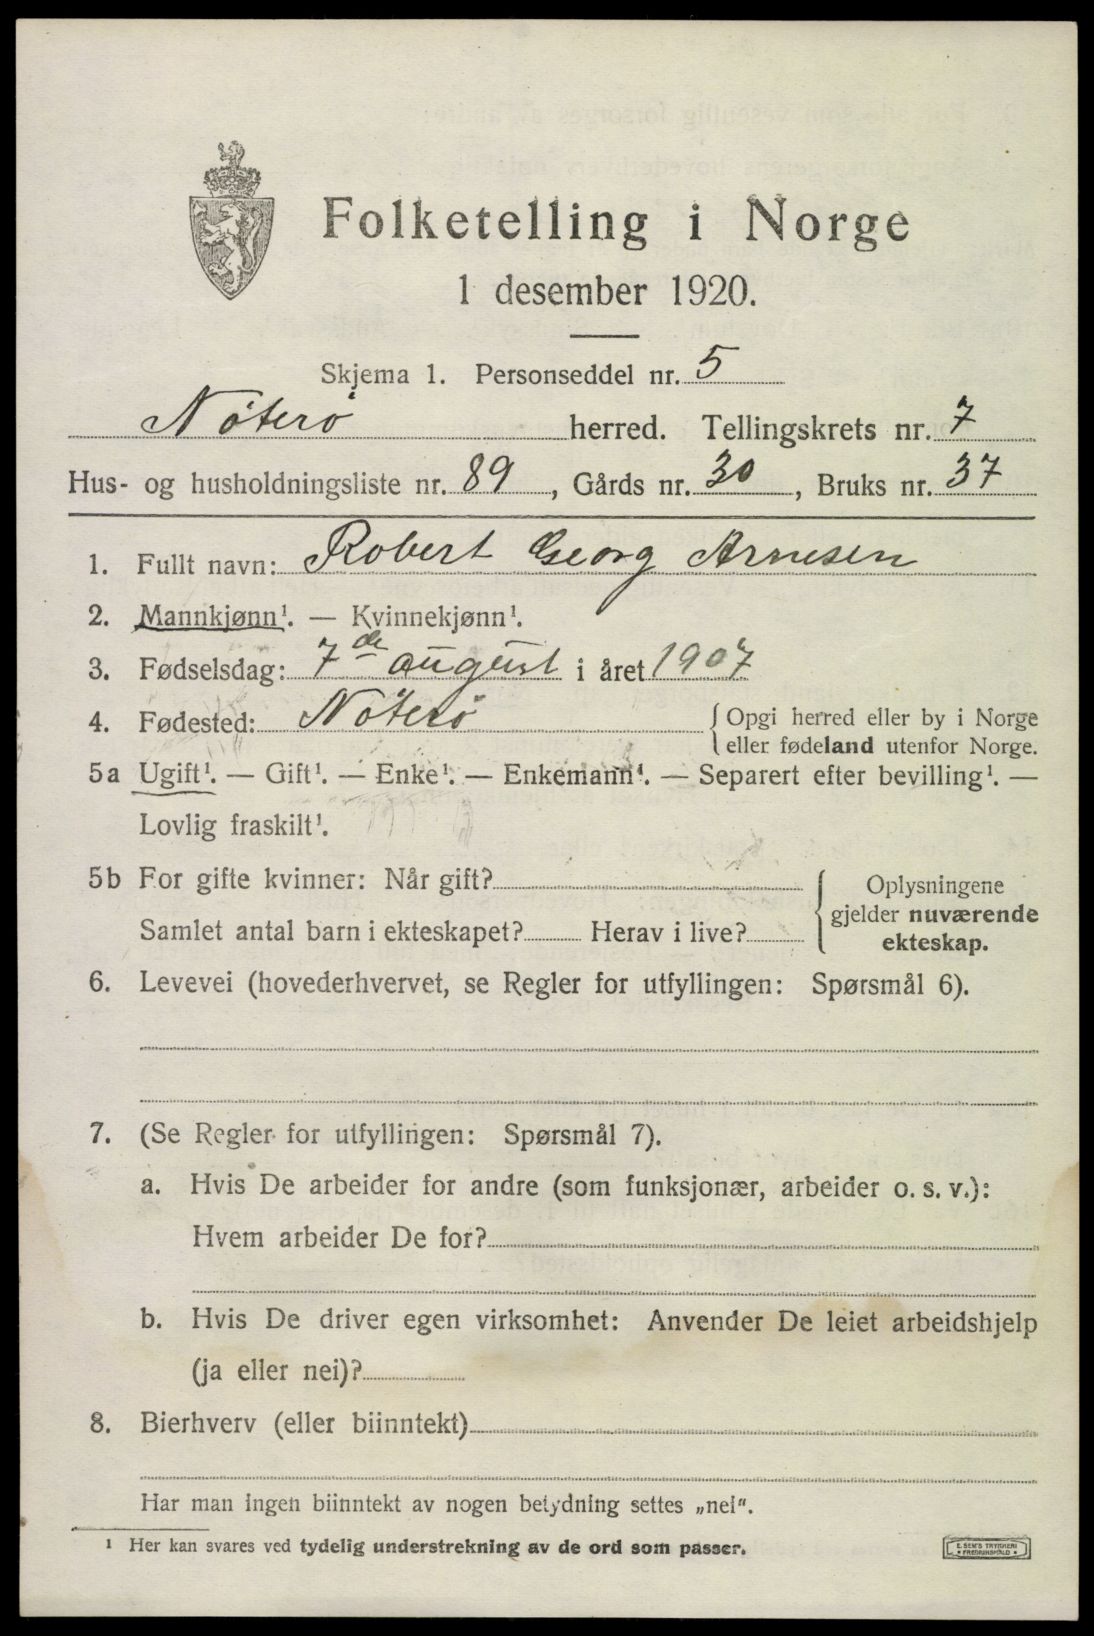 Folketelling i Norge
1 desember 1920.
Skjema 1. Personseddel nr. 5
Nöterö herred. Tellingskrets nr. 7
Hus- og husholdningsliste nr. 89, Gårds nr. 30, Bruks nr. 37
1. Fullt navn: Robert Georg Arnesen
2. Mannkjønn¹. — Kvinnekjønn¹.
3. Fødselsdag: 7de august i året 1907
4. Fødested: Nöterö {Opgi herred eller by i Norge
eller fødeland utenfor Norge.
5a Ugift¹. — Gift¹. — Enke¹. — Enkemann¹. — Separert efter bevilling¹. —
Lovlig fraskilt¹.
5b For gifte kvinner: Når gift?
Samlet antal barn i ekteskapet? Herav i live?
Oplysningene
gjelder nuværende
ekteskap.
6. Levevei (hovederhvervet, se Regler for utfyllingen: Spørsmål 6).
7. (Se Regler for utfyllingen: Spørsmål 7).
a. Hvis De arbeider for andre (som funksjonær, arbeider o. s. v.):
Hvem arbeider De for?
b. Hvis De driver egen virksomhet: Anvender De leiet arbeidshjelp
(ja eller nei)?
8. Bierhverv (eller biinntekt)
Har man ingen biinntekt av nogen betydning settes „nei“.
¹ Her kan svares ved tydelig understrekning av de ord som passer.
E. SEM'S TRYKKERI
• FREDRIKSHALD •